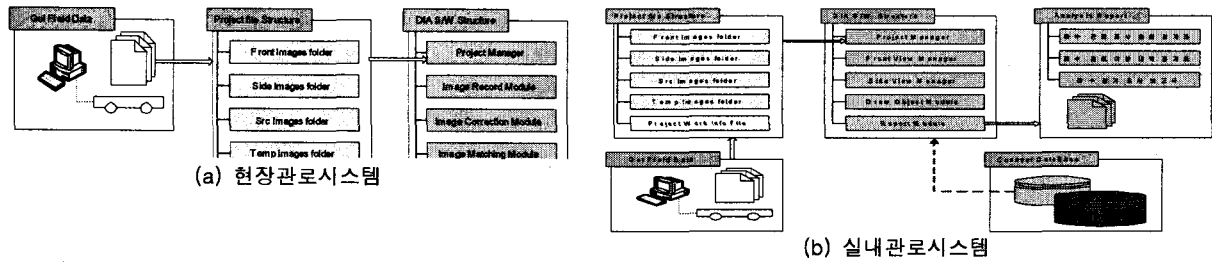 Get Field Data
Project file Structure
Front Images folder
Side Images folder
Src Images folder
Temp Images folder
DIA S/W Structure
Project Manager
Image Record Module
Image Correction Module
Image Matching Module
(a) 현장관로시스템
Project file Structure
Front Images folder
Side Images folder
Src Images folder
Temp Images folder
Project Work Info File
Get Field Data
DIA S/W Structure
Project Manager
Front View Manager
Side View Manager
Draw Object Module
Report Module
Analysis Report
Connect DataBase
(b) 실내관로시스템